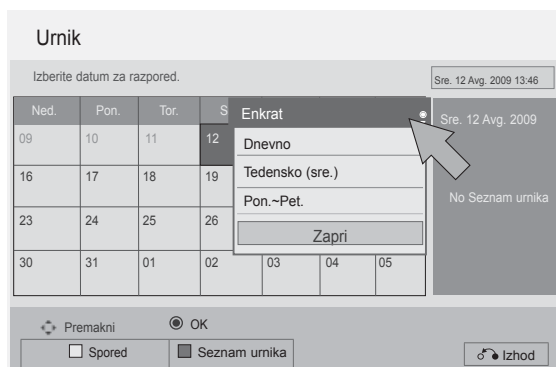 Urnik
Izberite datum za razpored.
Sre. 12 Avg. 2009 13:46
Ned. Pon. Tor. S
09 10 11 12
16 17 18 19
23 24 25 26
30 31 01 02 03 04 05
Enkrat
Dnevno
Tedensko (sre.)
Pon.~Pet.
Zapri
Sre. 12 Avg. 2009
No Seznam urnika
Premakni OK
Spored Seznam urnika Izhod